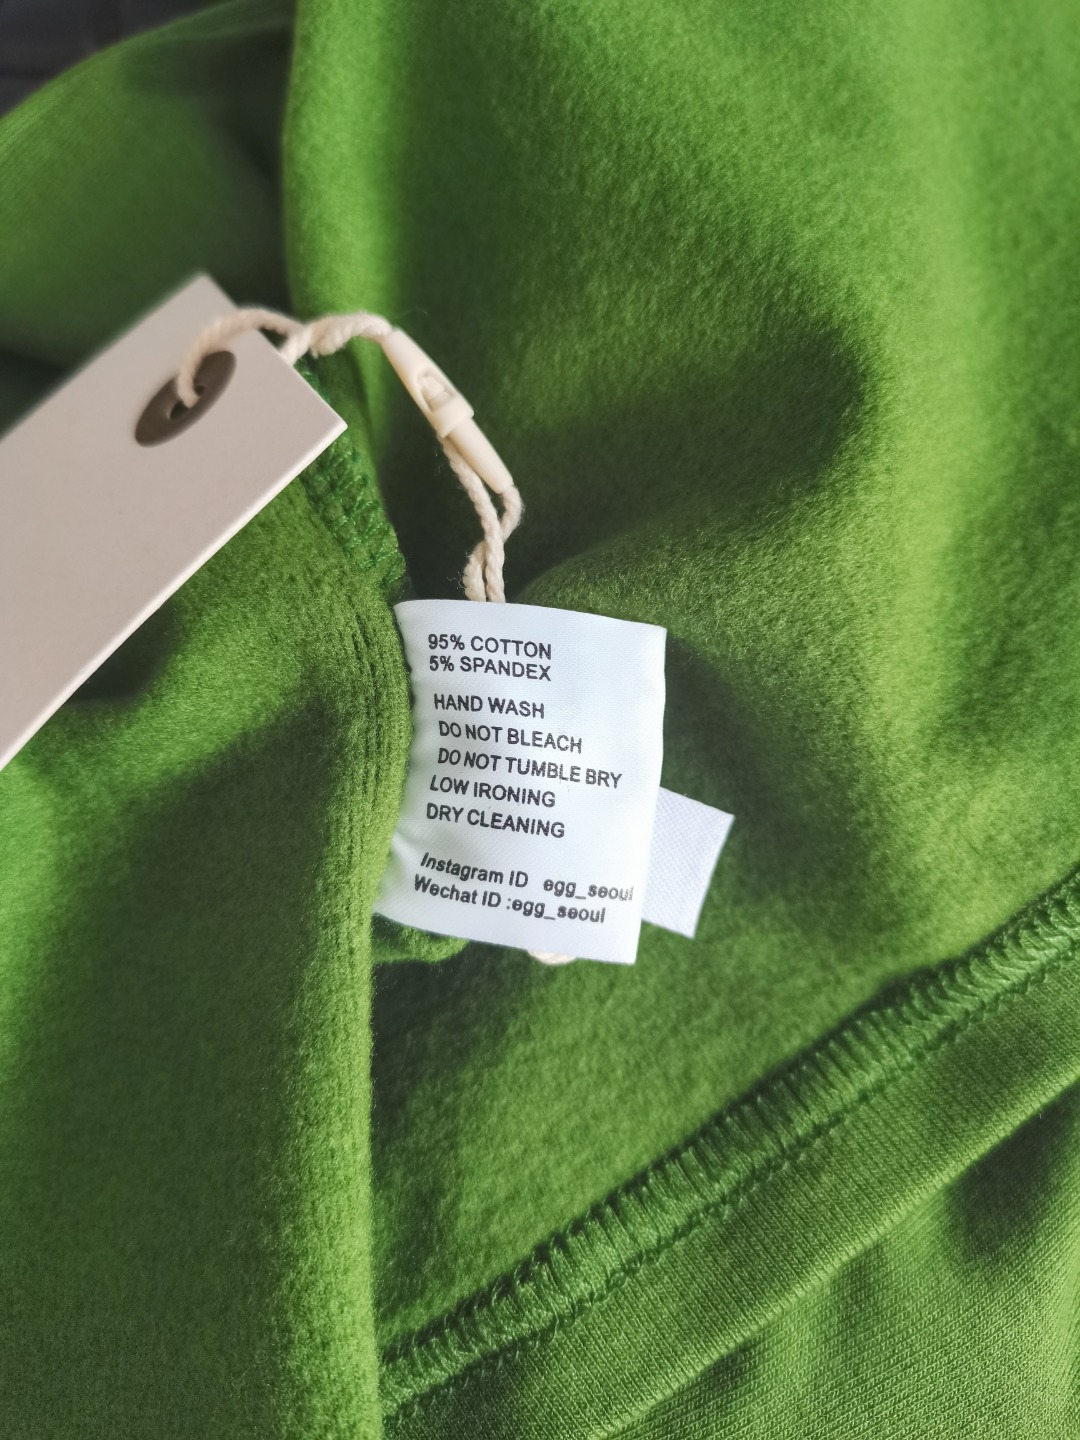 95% COTTON
5% SPANDEX
HAND WASH
DO NOT BLEACH
DO NOT TUMBLE BRY
LOW IRONING
DRY CLEANING
Instagram ID egg_seoul
Wechat ID :egg_seoul